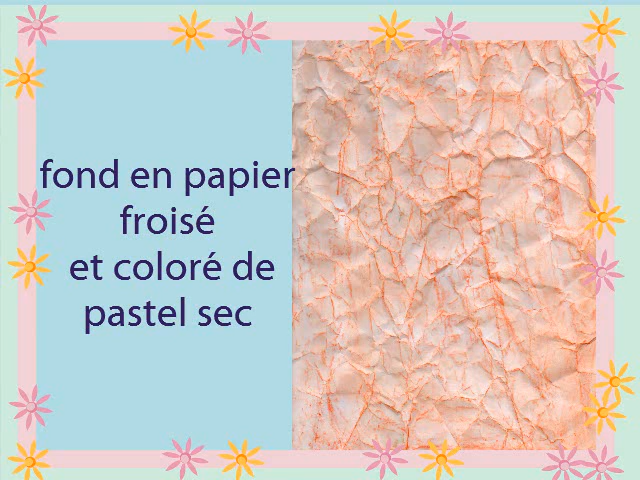 fond en papier
froisé
et coloré de
pastel sec